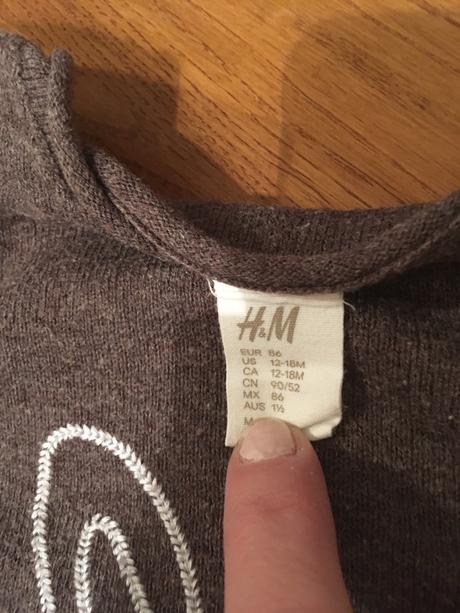 H&M
EUR 86
US 12-18M
CA 12-18M
CN 90/52
MX 86
AUS 1½